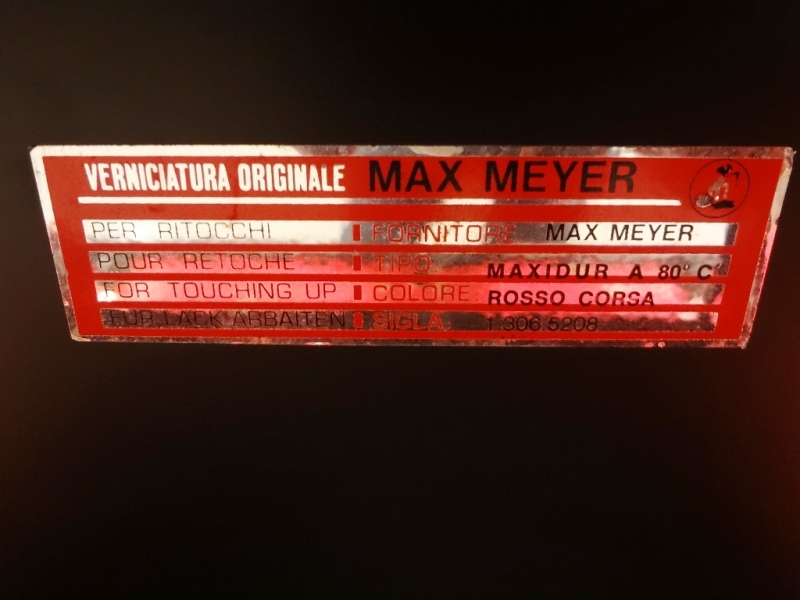 VERNICIATURA ORIGINALE MAX MEYER
PER RITOCCHI FORNITORE MAX MEYER
POUR RETOCHE TIPO MAXIDUR A 80° C
FOR TOUCHING UP COLORE ROSSO CORSA
FUR LACK ARBAITEN SIGLA 1.306.5208